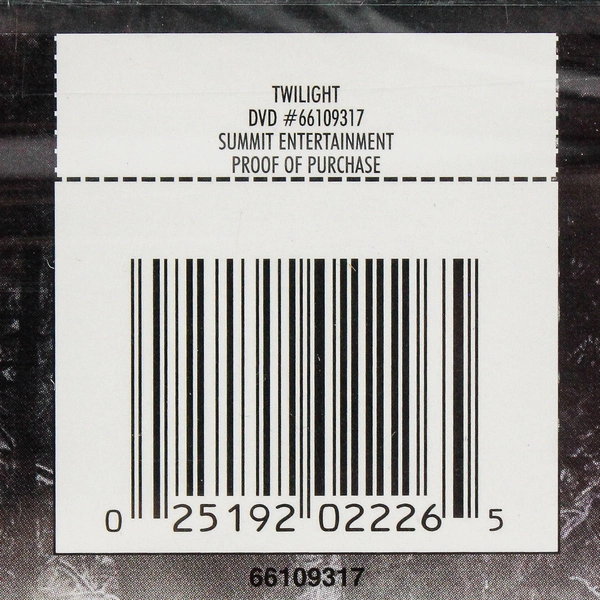 TWILIGHT
DVD #66109317
SUMMIT ENTERTAINMENT
PROOF OF PURCHASE
0 25192 02226 5
66109317